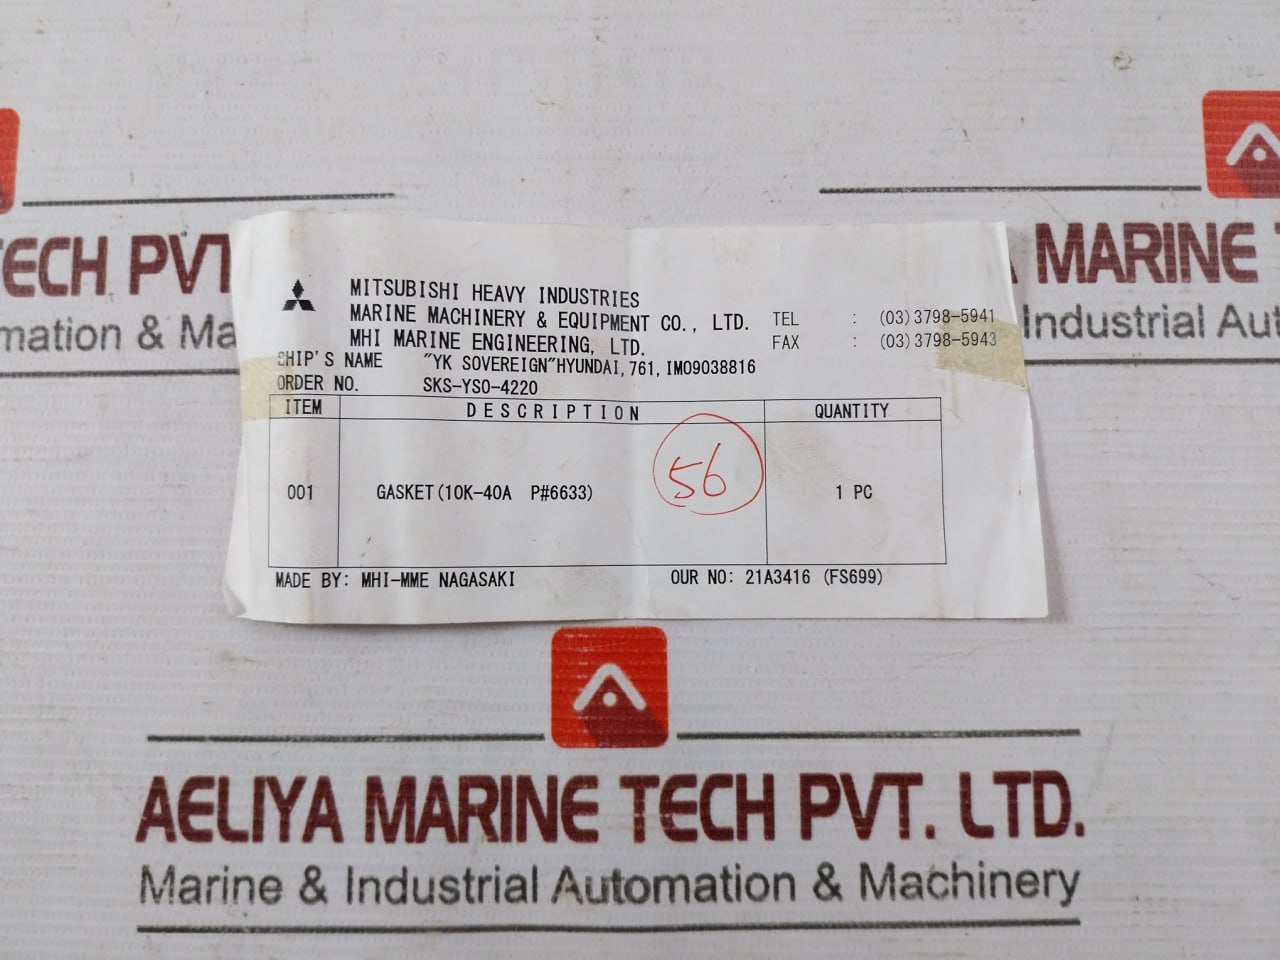 ECH PVT
MARINE T
mation & Ma
Industrial Aut
MITSUBISHI HEAVY INDUSTRIES
MARINE MACHINERY & EQUIPMENT CO., LTD. TEL : (03)3798-5941
MHI MARINE ENGINEERING, LTD. FAX : (03)3798-5943
SHIP'S NAME "YK SOVEREIGN"HYUNDAI,761,IMO9038816
ORDER NO. SKS-YSO-4220
ITEM DESCRIPTION QUANTITY
56
001 GASKET(10K-40A P#6633) 1 PC
MADE BY: MHI-MME NAGASAKI OUR NO: 21A3416 (FS699)
AELIYA MARINE TECH PVT. LTD.
Marine & Industrial Automation & Machinery